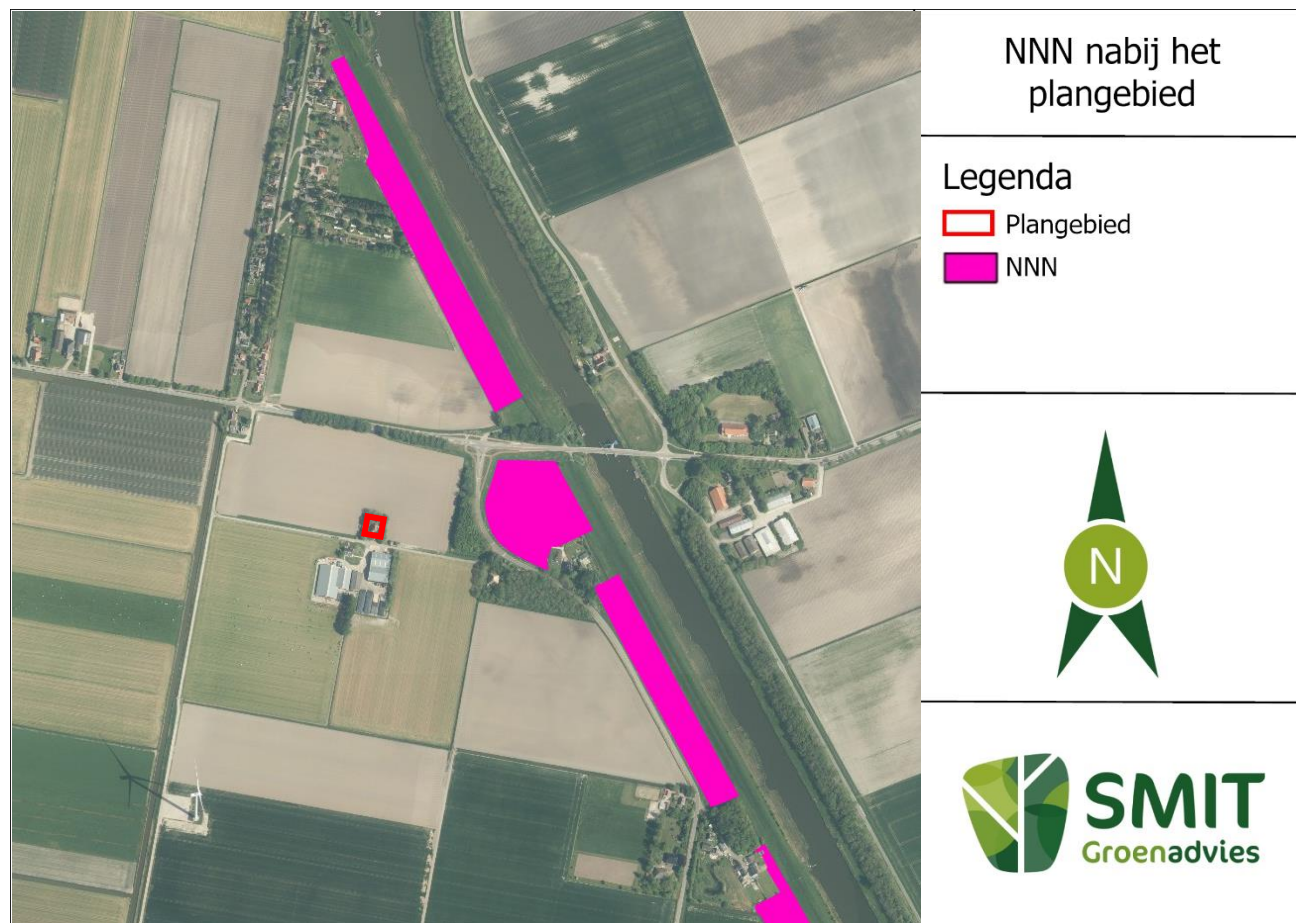 NNN nabij het
plangebied
Legenda
Plangebied
NNN
N
SMIT
Groenadvies